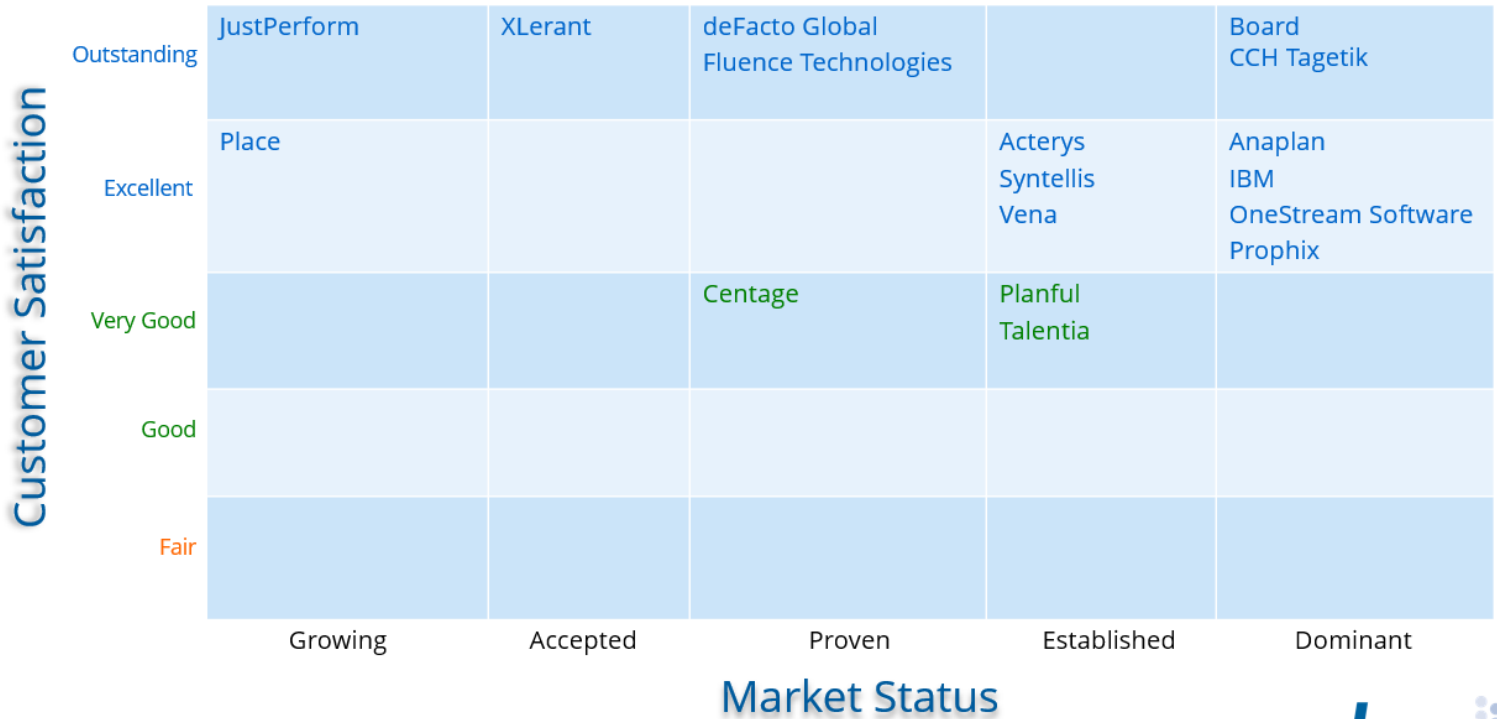 Customer Satisfaction
Outstanding
JustPerform
XLerant
deFacto Global
Fluence Technologies
Board
CCH Tagetik
Excellent
Place
Acterys
Syntellis
Vena
Anaplan
IBM
OneStream Software
Prophix
Very Good
Centage
Planful
Talentia
Good
Fair
Growing
Accepted
Proven
Established
Dominant
Market Status